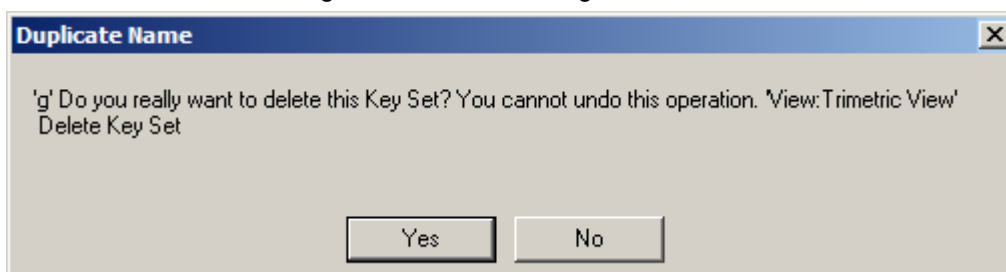 Duplicate Name
'g' Do you really want to delete this Key Set? You cannot undo this operation. 'View:Trimetric View'
Delete Key Set
Yes No